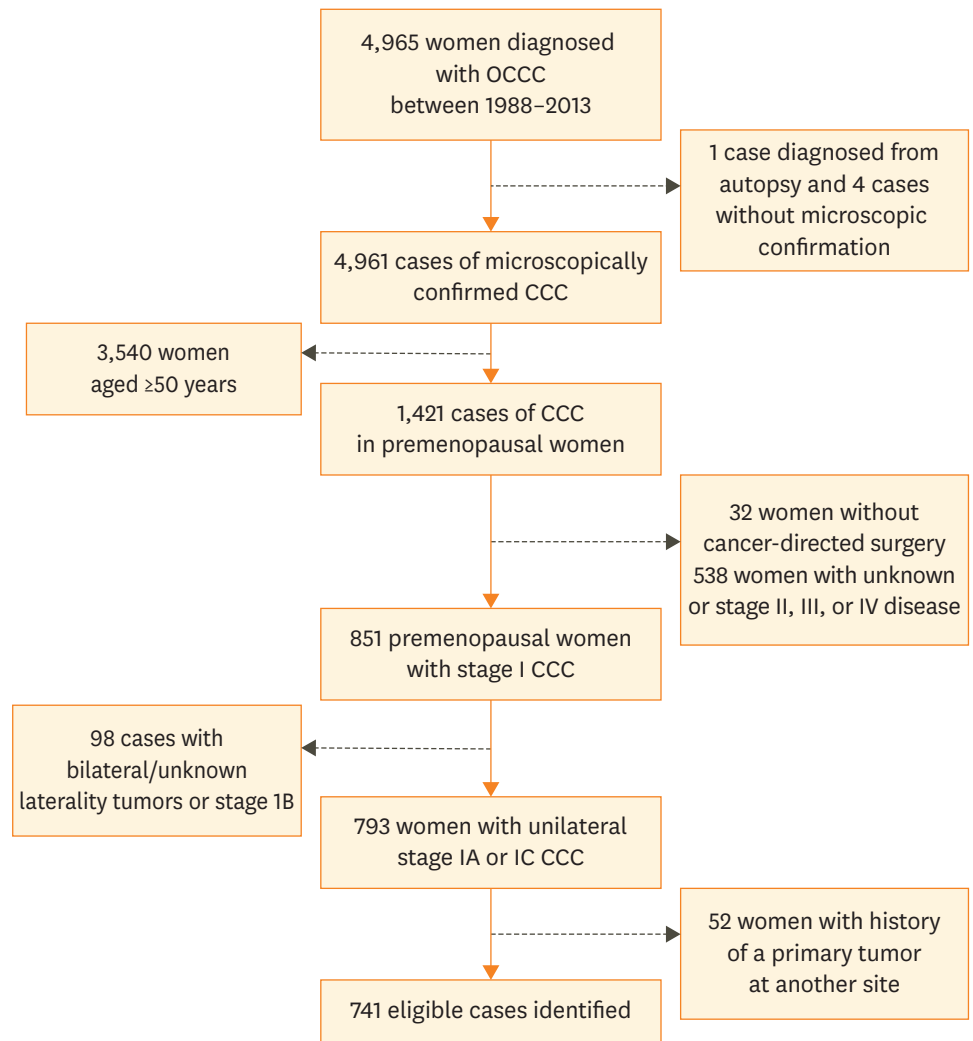 4,965 women diagnosed
with OCCC
between 1988–2013
1 case diagnosed from
autopsy and 4 cases
without microscopic
confirmation
4,961 cases of microscopically
confirmed CCC
3,540 women
aged ≥50 years
1,421 cases of CCC
in premenopausal women
32 women without
cancer-directed surgery
538 women with unknown
or stage II, III, or IV disease
851 premenopausal women
with stage I CCC
98 cases with
bilateral/unknown
laterality tumors or stage 1B
793 women with unilateral
stage IA or IC CCC
52 women with history
of a primary tumor
at another site
741 eligible cases identified